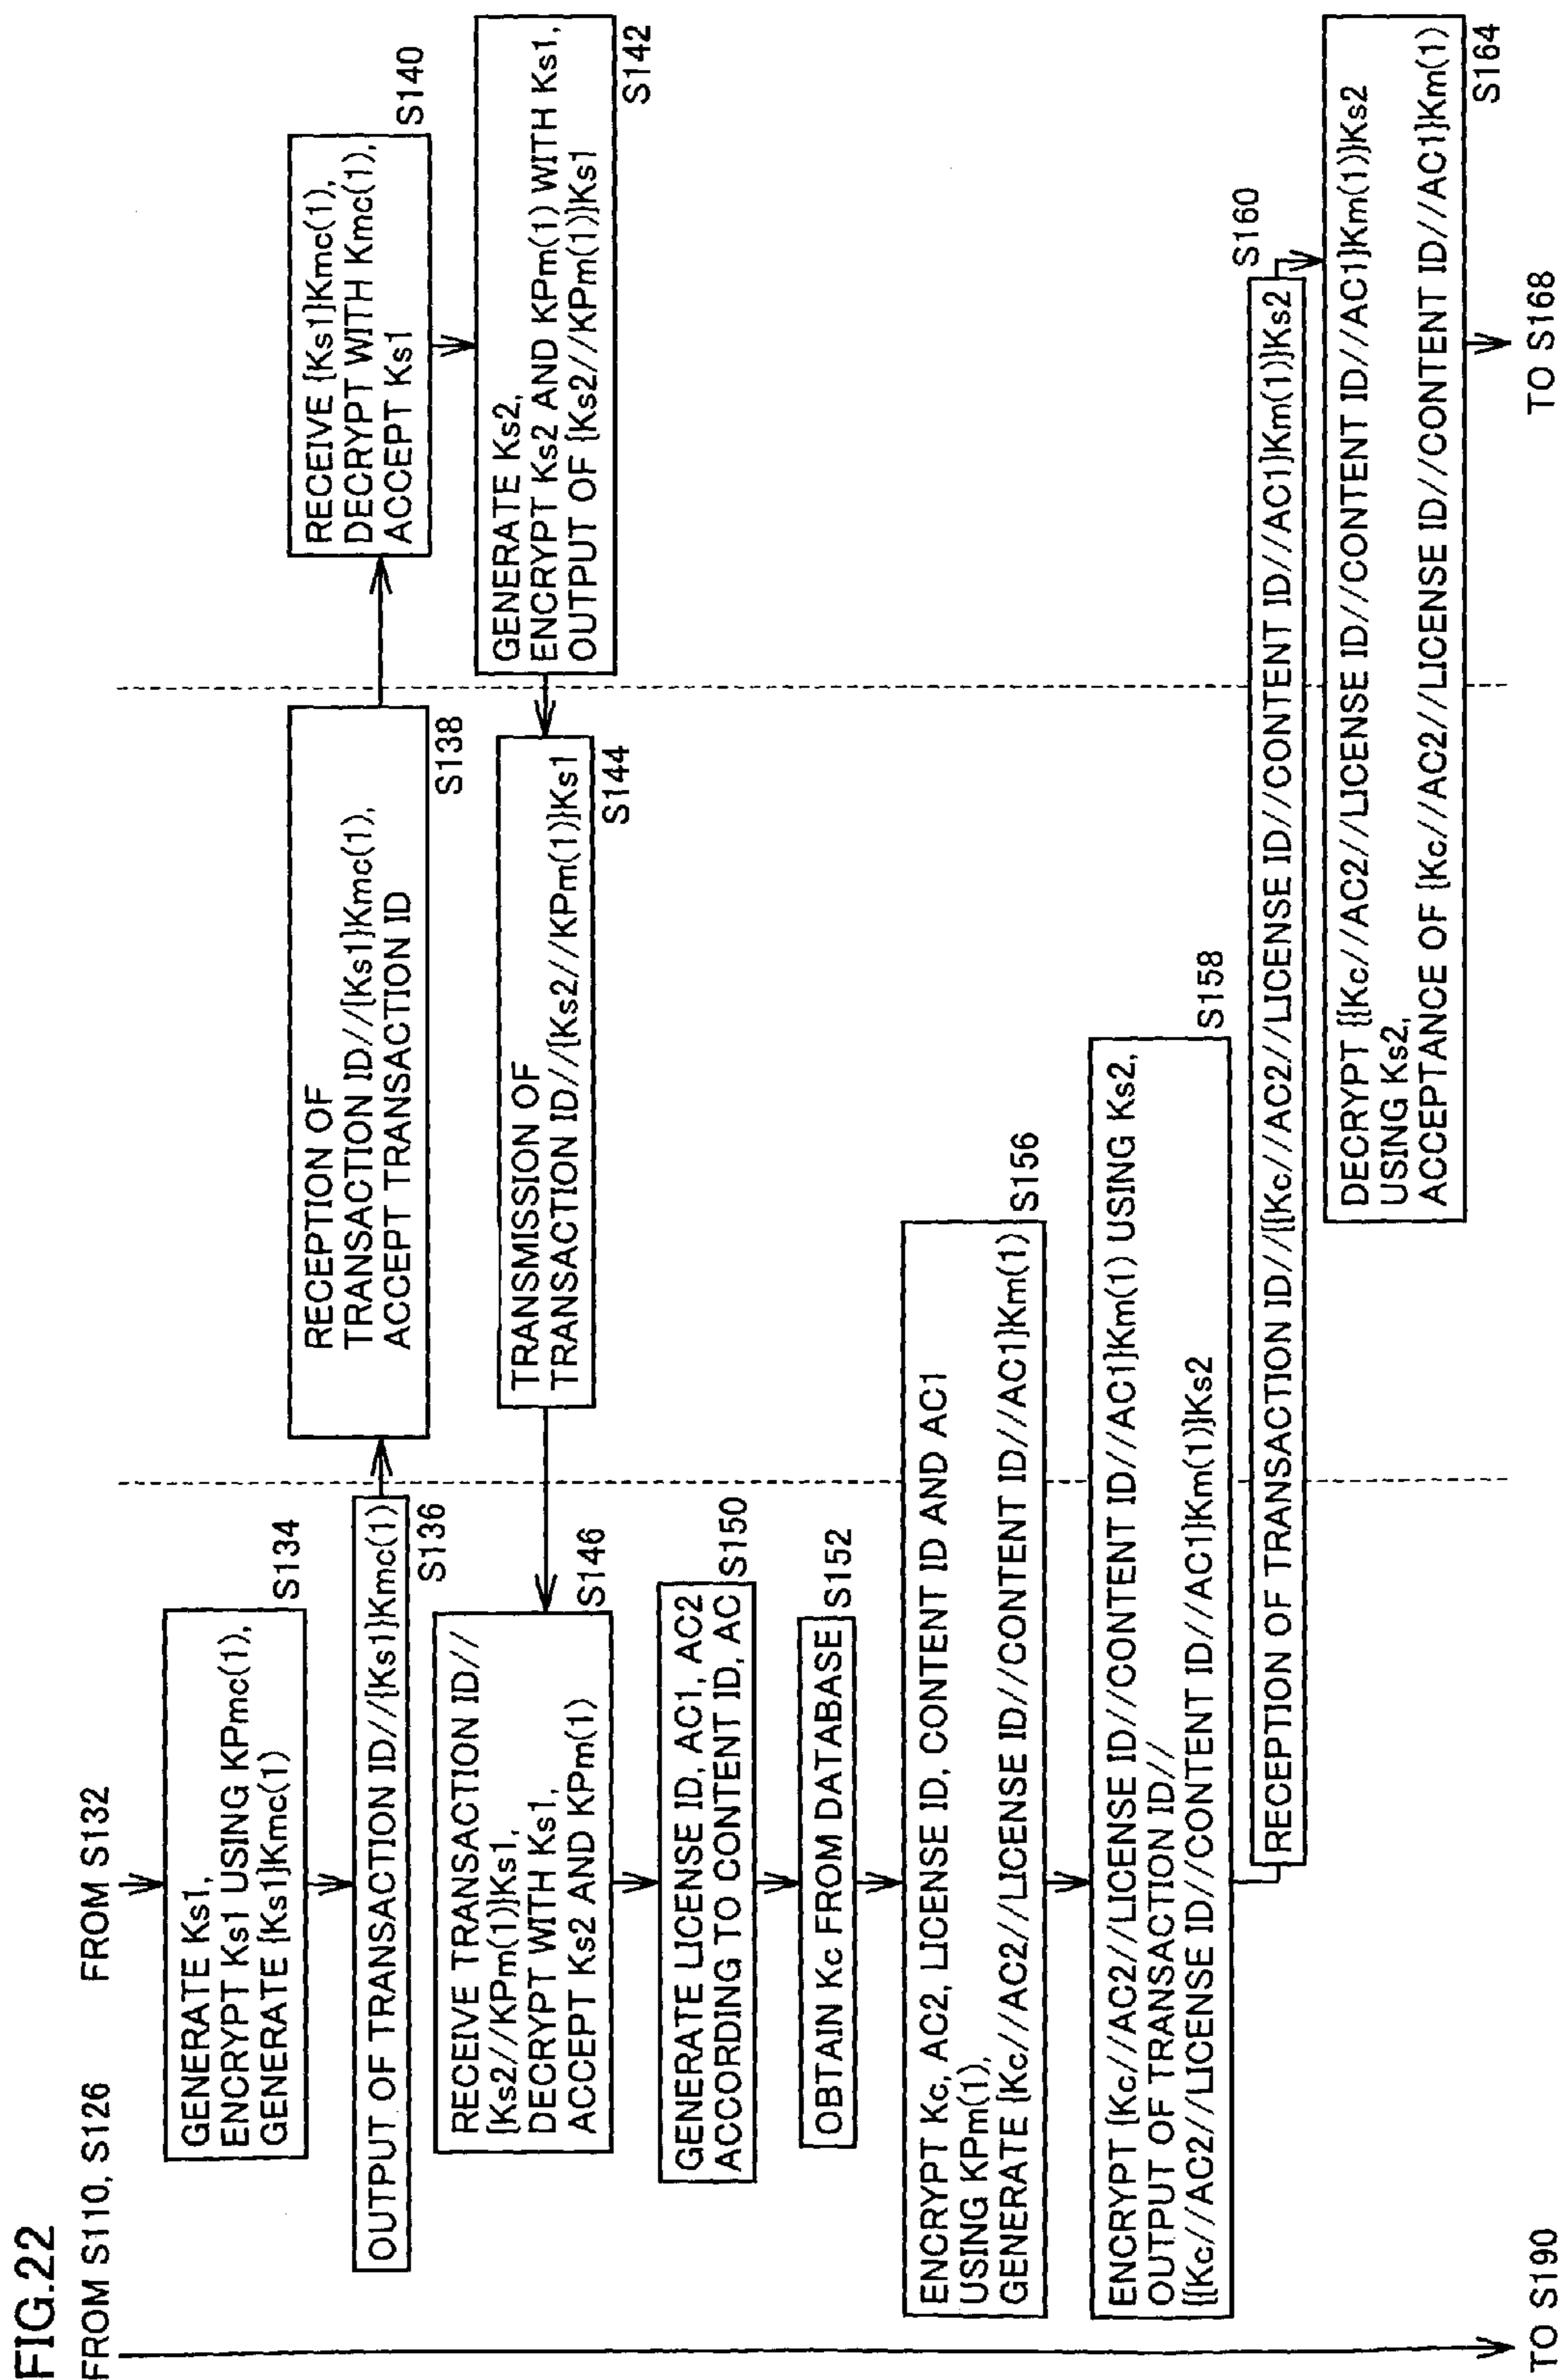 FIG.22
FROM S110, S126
FROM S132
GENERATE Ks1,
ENCRYPT Ks1 USING KPmc(1),
GENERATE {Ks1}Kmc(1)
S134
OUTPUT OF TRANSACTION ID//{Ks1}Kmc(1)
S136
RECEPTION OF
TRANSACTION ID//{Ks1}Kmc(1),
ACCEPT TRANSACTION ID
S138
RECEIVE {Ks1}Kmc(1),
DECRYPT WITH Kmc(1),
ACCEPT Ks1
S140
GENERATE Ks2,
ENCRYPT Ks2 AND KPm(1) WITH Ks1,
OUTPUT OF {Ks2//KPm(1)}Ks1
S142
TRANSMISSION OF
TRANSACTION ID//{Ks2//KPm(1)}Ks1
S144
RECEIVE TRANSACTION ID//
{Ks2//KPm(1)}Ks1,
DECRYPT WITH Ks1,
ACCEPT Ks2 AND KPm(1)
S146
GENERATE LICENSE ID, AC1, AC2
ACCORDING TO CONTENT ID, AC
S150
OBTAIN Kc FROM DATABASE
S152
ENCRYPT Kc, AC2, LICENSE ID, CONTENT ID AND AC1
USING KPm(1),
GENERATE {Kc//AC2//LICENSE ID//CONTENT ID//AC1}Km(1)
S156
ENCRYPT {Kc//AC2//LICENSE ID//CONTENT ID//AC1}Km(1) USING Ks2,
OUTPUT OF TRANSACTION ID//
{{Kc//AC2//LICENSE ID//CONTENT ID//AC1}Km(1)}Ks2
S158
RECEPTION OF TRANSACTION ID//{{Kc//AC2//LICENSE ID//CONTENT ID//AC1}Km(1)}Ks2
S160
DECRYPT {{Kc//AC2//LICENSE ID//CONTENT ID//AC1}Km(1)}Ks2
USING Ks2,
ACCEPTANCE OF {Kc//AC2//LICENSE ID//CONTENT ID//AC1}Km(1)
S164
TO S190
TO S168